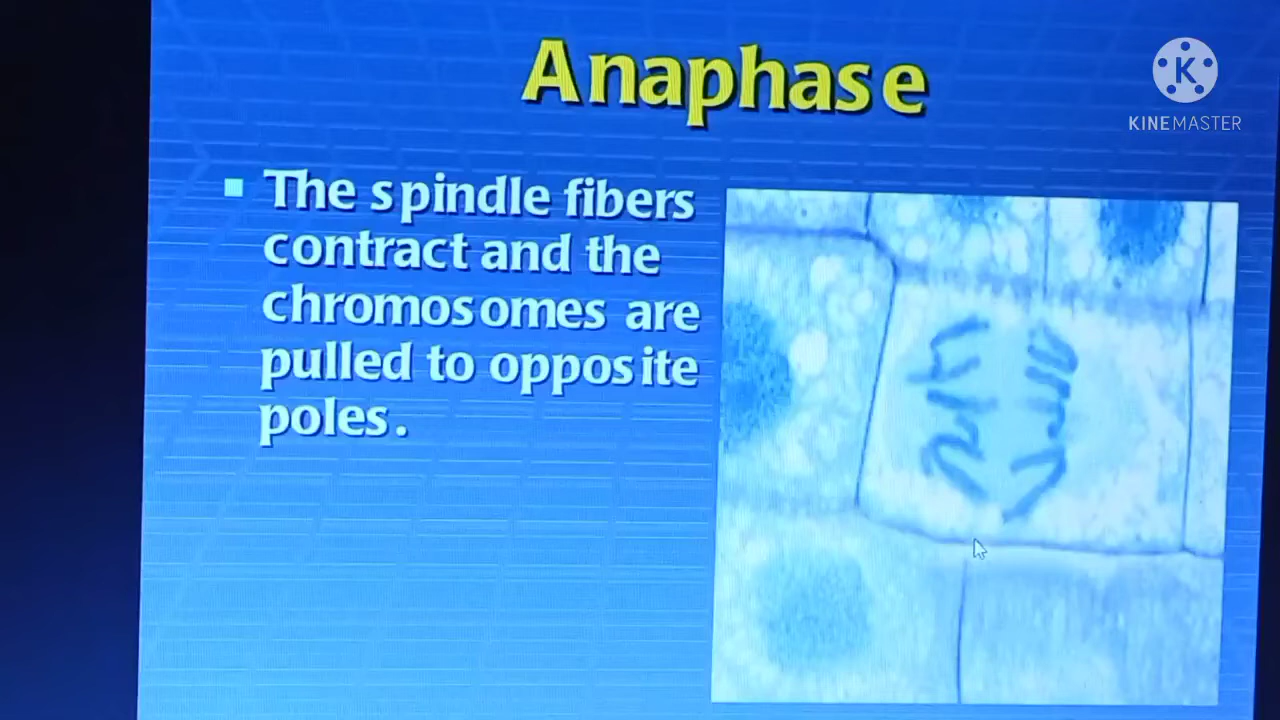 Anaphase
K
KINEMASTER
The spindle fibers
contract and the
chromosomes are
pulled to opposite
poles.